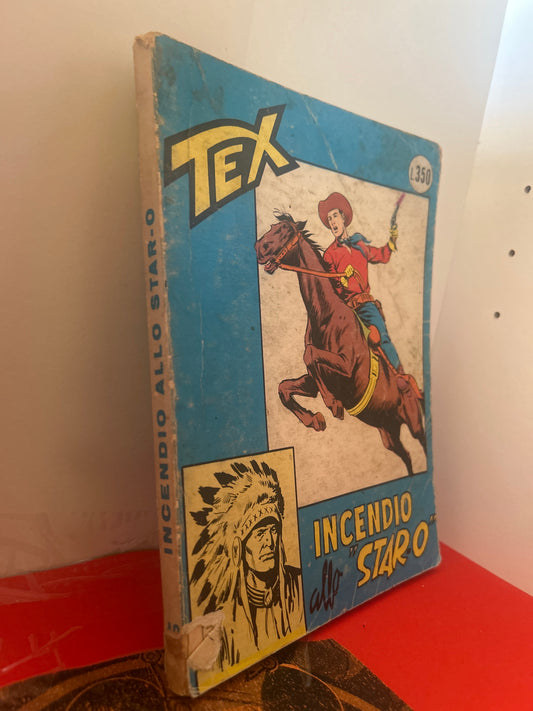 TEX
L.350
INCENDIO
allo "STAR-O"
INCENDIO ALLO STAR-O